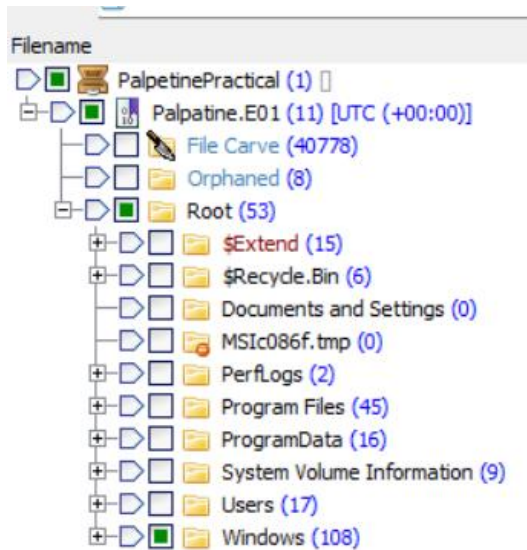 Filename
PalpetinePractical (1) []
Palpatine.E01 (11) [UTC (+00:00)]
File Carve (40778)
Orphaned (8)
Root (53)
$Extend (15)
$Recycle.Bin (6)
Documents and Settings (0)
MSIc086f.tmp (0)
PerfLogs (2)
Program Files (45)
ProgramData (16)
System Volume Information (9)
Users (17)
Windows (108)